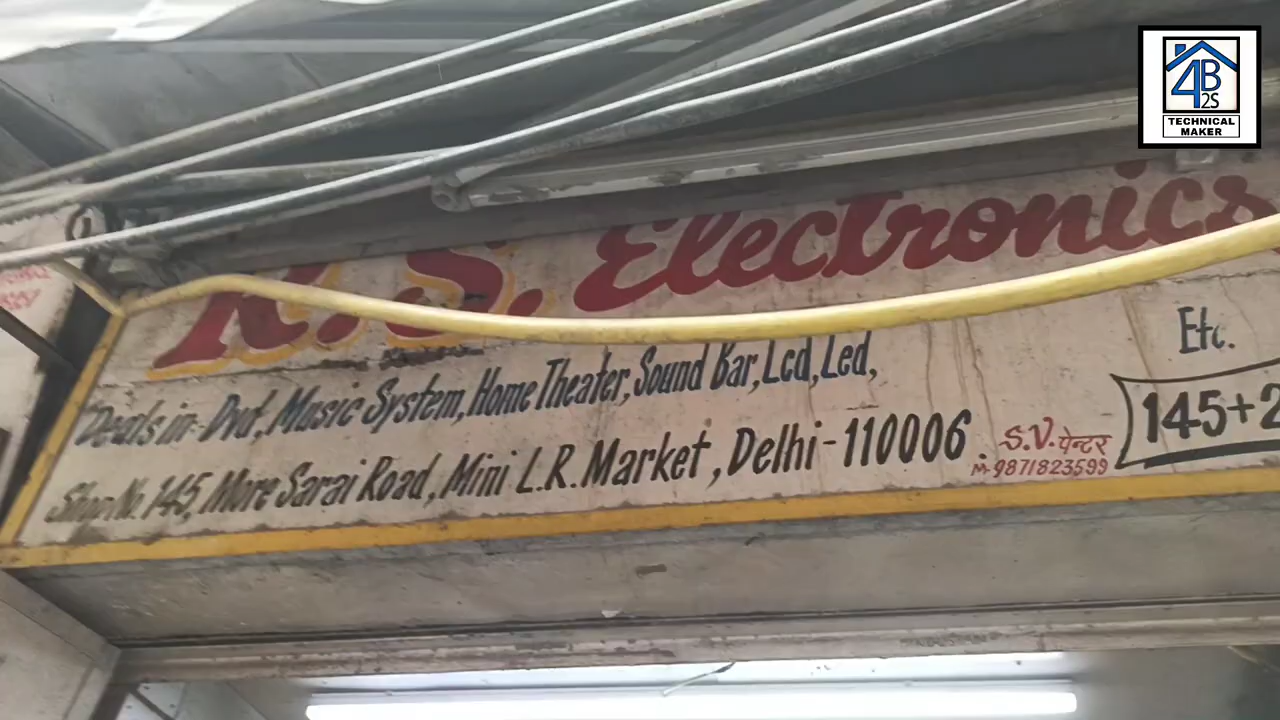 4B
2S
TECHNICAL
MAKER
R.S. Electronics
Deals in Dvd, Music System, Home Theater, Sound Bar, Lcd, Led,
Etc.
Shop No. 145, More Sarai Road, Mini L.R. Market, Delhi-110006.
S.V. पेन्टर
M-9871823599
145+2